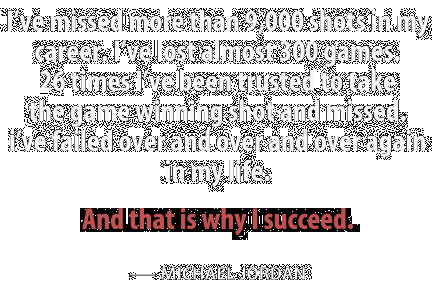 "I've missed more than 9,000 shots in my
career. I've lost almost 300 games.
26 times I've been trusted to take
the game winning shot and missed.
I've failed over and over and over again
in my life.
And that is why I succeed.
— MICHAEL JORDAN